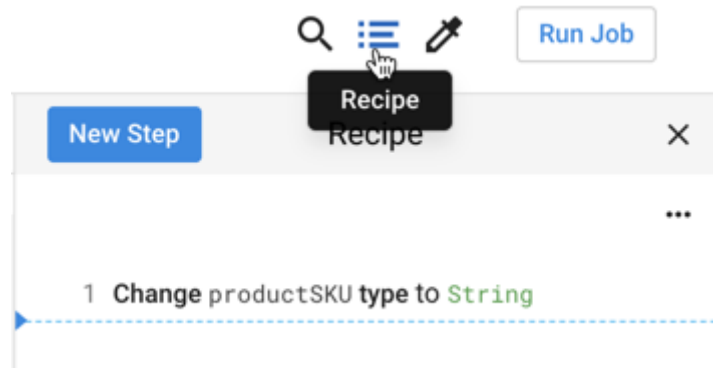 Run Job
Recipe
New Step
Recipe
1 Change productSKU type to String